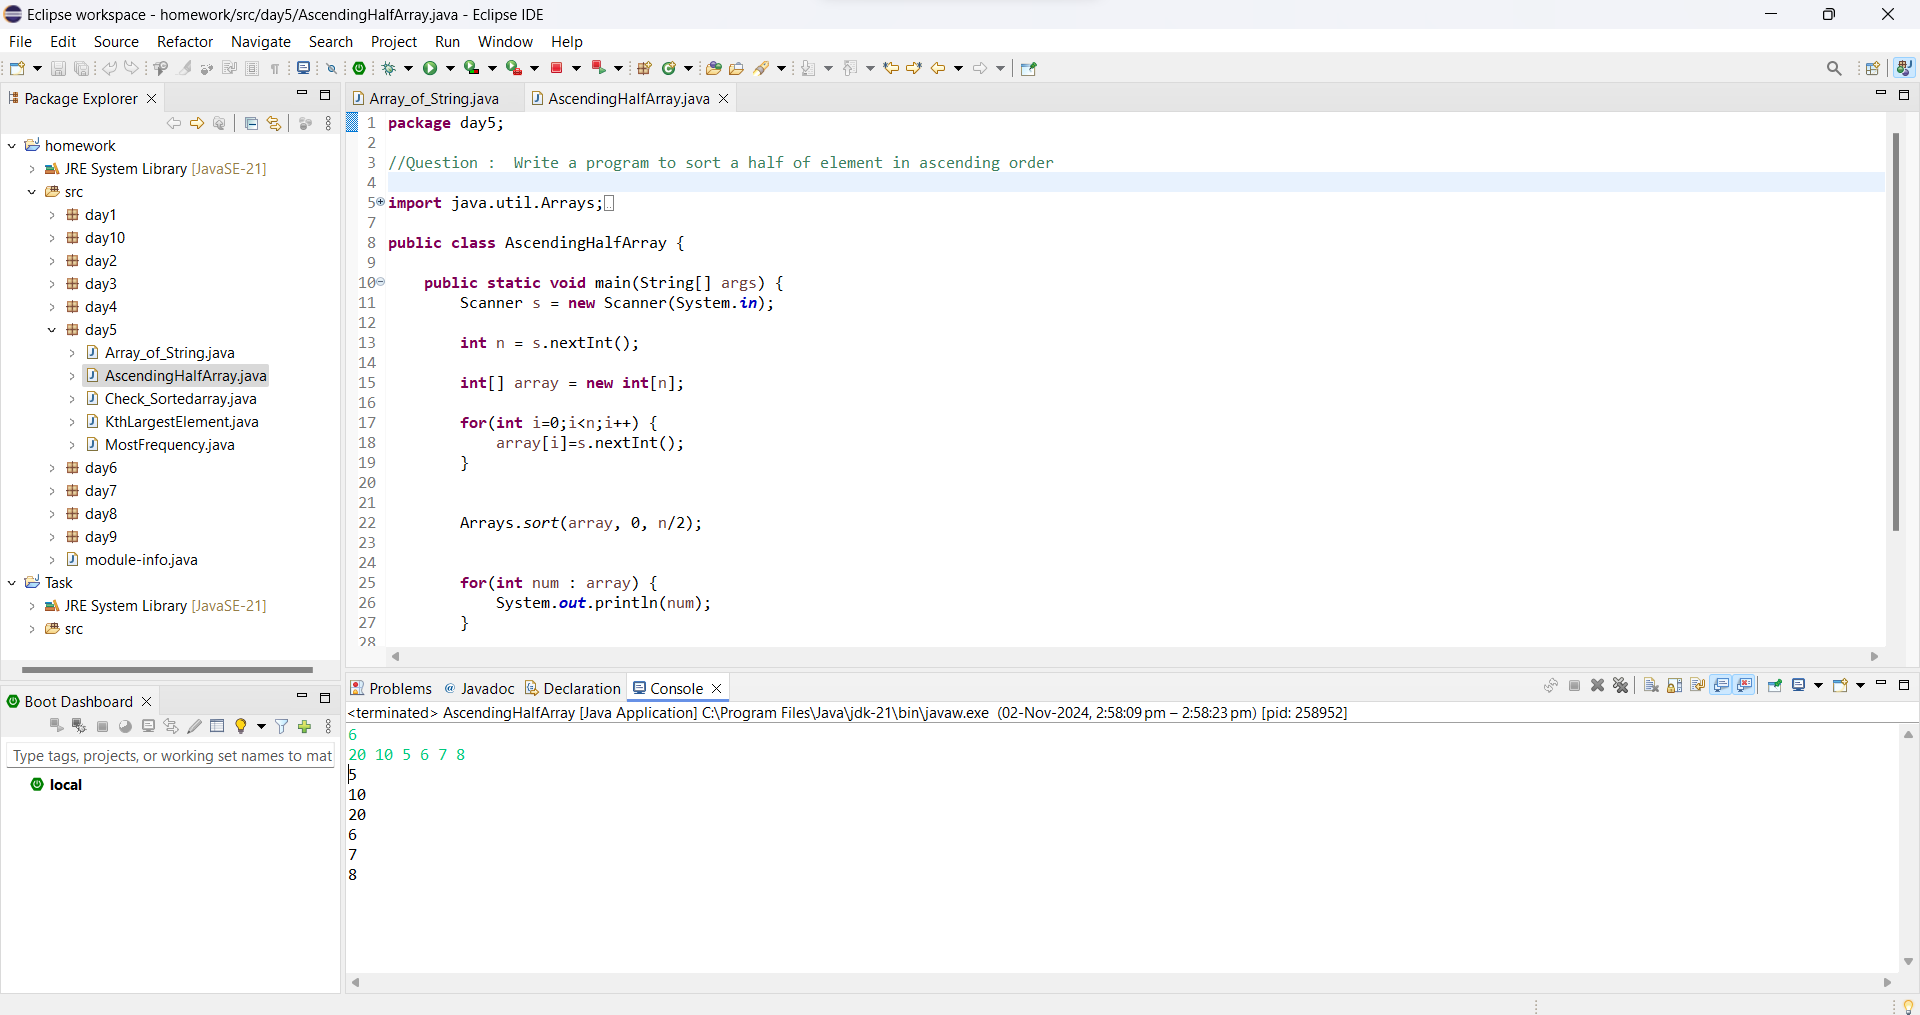 Eclipse workspace - homework/src/day5/AscendingHalfArray.java - Eclipse IDE
File Edit Source Refactor Navigate Search Project Run Window Help
Package Explorer
homework
JRE System Library [JavaSE-21]
src
day1
day10
day2
day3
day4
day5
Array_of_String.java
AscendingHalfArray.java
Check_Sortedarray.java
KthLargestElement.java
MostFrequency.java
day6
day7
day8
day9
module-info.java
Task
JRE System Library [JavaSE-21]
src
Boot Dashboard
Type tags, projects, or working set names to mat
local
Array_of_String.java AscendingHalfArray.java
1 package day5;
2
3 //Question :  Write a program to sort a half of element in ascending order
4
5 import java.util.Arrays;
7
8 public class AscendingHalfArray {
9
10     public static void main(String[] args) {
11         Scanner s = new Scanner(System.in);
12
13         int n = s.nextInt();
14
15         int[] array = new int[n];
16
17         for(int i=0;i<n;i++) {
18             array[i]=s.nextInt();
19         }
20
21
22         Arrays.sort(array, 0, n/2);
23
24
25         for(int num : array) {
26             System.out.println(num);
27         }
28
Problems @ Javadoc Declaration Console
<terminated> AscendingHalfArray [Java Application] C:\Program Files\Java\jdk-21\bin\javaw.exe (02-Nov-2024, 2:58:09 pm – 2:58:23 pm) [pid: 258952]
6
20 10 5 6 7 8
5
10
20
6
7
8